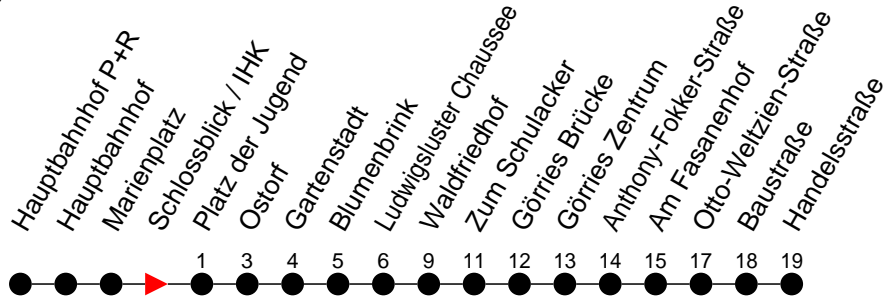 Hauptbahnhof P+R
Hauptbahnhof
Marienplatz
Schlossblick / IHK
Platz der Jugend
Ostorf
Gartenstadt
Blumenbrink
Ludwigsluster Chaussee
Waldfriedhof
Zum Schulacker
Görries Brücke
Görries Zentrum
Anthony-Fokker-Straße
Am Fasanenhof
Otto-Weltzien-Straße
Baustraße
Handelsstraße
1 3 4 5 6 9 11 12 13 14 15 17 18 19